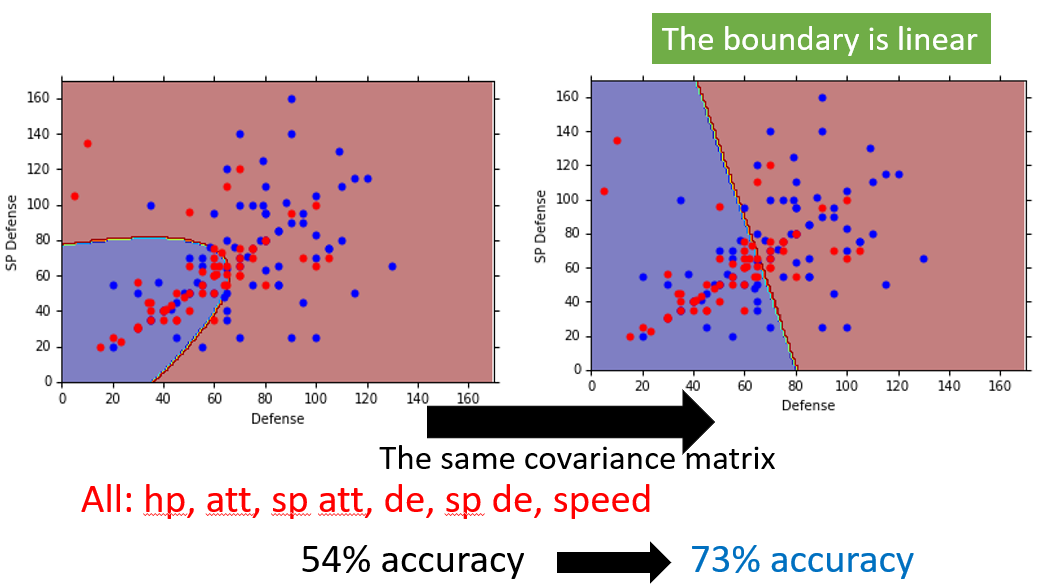 The boundary is linear
160
140
120
100
80
60
40
20
0
SP Defense
0 20 40 60 80 100 120 140 160
Defense
160
140
120
100
80
60
40
20
0
SP Defense
0 20 40 60 80 100 120 140 160
Defense
The same covariance matrix
All: hp, att, sp att, de, sp de, speed
54% accuracy 73% accuracy